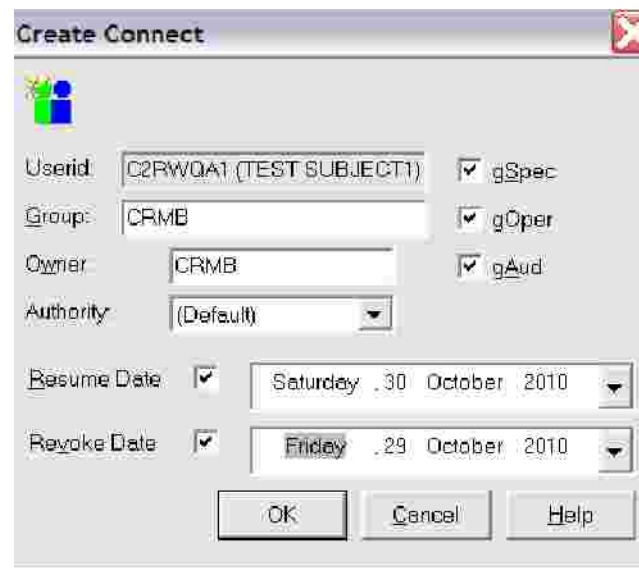 Create Connect
Userid: C2RWQA1 (TEST SUBJECT1) gSpec
Group: CRMB gOper
Owner CRMB gAud
Authority: (Default)
Resume Date Saturday , 30 October 2010
Revoke Date Friday , 29 October 2010
OK Cancel Help